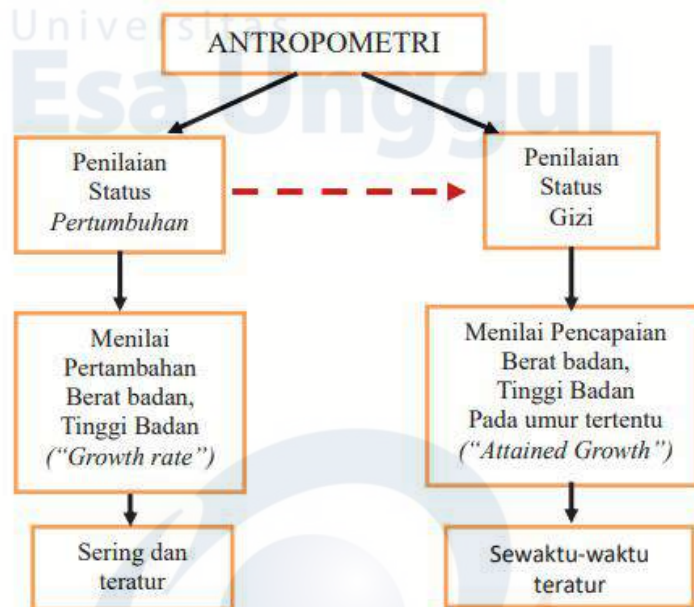 Universitas
Esa Unggul
ANTROPOMETRI
Penilaian
Status
Pertumbuhan
Penilaian
Status
Gizi
Menilai
Pertambahan
Berat badan,
Tinggi Badan
(“Growth rate”)
Menilai Pencapaian
Berat badan,
Tinggi Badan
Pada umur tertentu
(“Attained Growth”)
Sering dan
teratur
Sewaktu-waktu
teratur